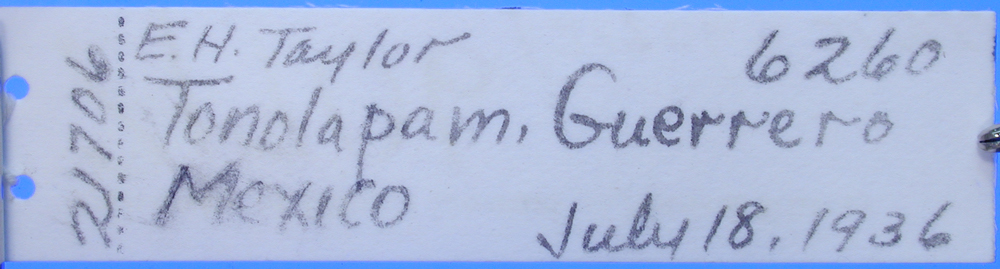 21706
E.H. Taylor 6260
Tonolapam, Guerrero
Mexico
July 18, 1936